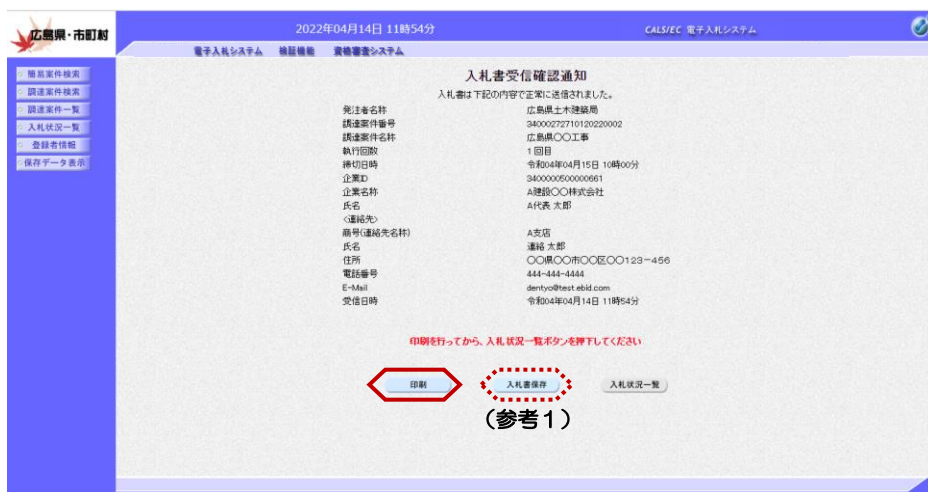 広島県・市町村
2022年04月14日 11時54分
CALS/EC 電子入札システム
電子入札システム 検証機能 資格審査システム
簡易案件検索
調達案件検索
調達案件一覧
入札状況一覧
登録者情報
保存データ表示
入札書受信確認通知
入札書は下記の内容で正常に送信されました。
発注者名称 広島県土木建築局
調達案件番号 34000272710120220002
調達案件名称 広島県〇〇工事
執行回数 1回目
締切日時 令和04年04月15日 10時00分
企業ID 3400000500000661
企業名称 A建設〇〇株式会社
氏名 A代表 太郎
<連絡先>
商号(連絡先名称) A支店
氏名 連絡 太郎
住所 〇〇県〇〇市〇〇区〇〇123-456
電話番号 444-444-4444
E-Mail dentyo@test.ebid.com
受信日時 令和04年04月14日 11時54分
印刷を行ってから、入札状況一覧ボタンを押下してください
印刷 入札書保存 入札状況一覧
(参考1)